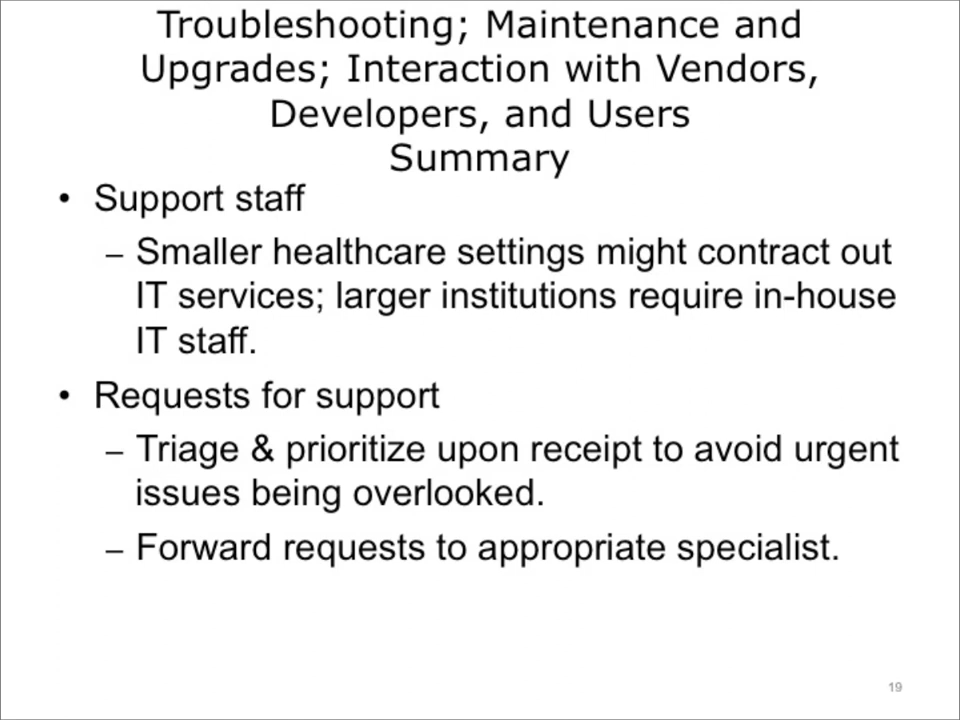 Troubleshooting; Maintenance and
Upgrades; Interaction with Vendors,
Developers, and Users
Summary
• Support staff
– Smaller healthcare settings might contract out
IT services; larger institutions require in-house
IT staff.
• Requests for support
– Triage & prioritize upon receipt to avoid urgent
issues being overlooked.
– Forward requests to appropriate specialist.
19